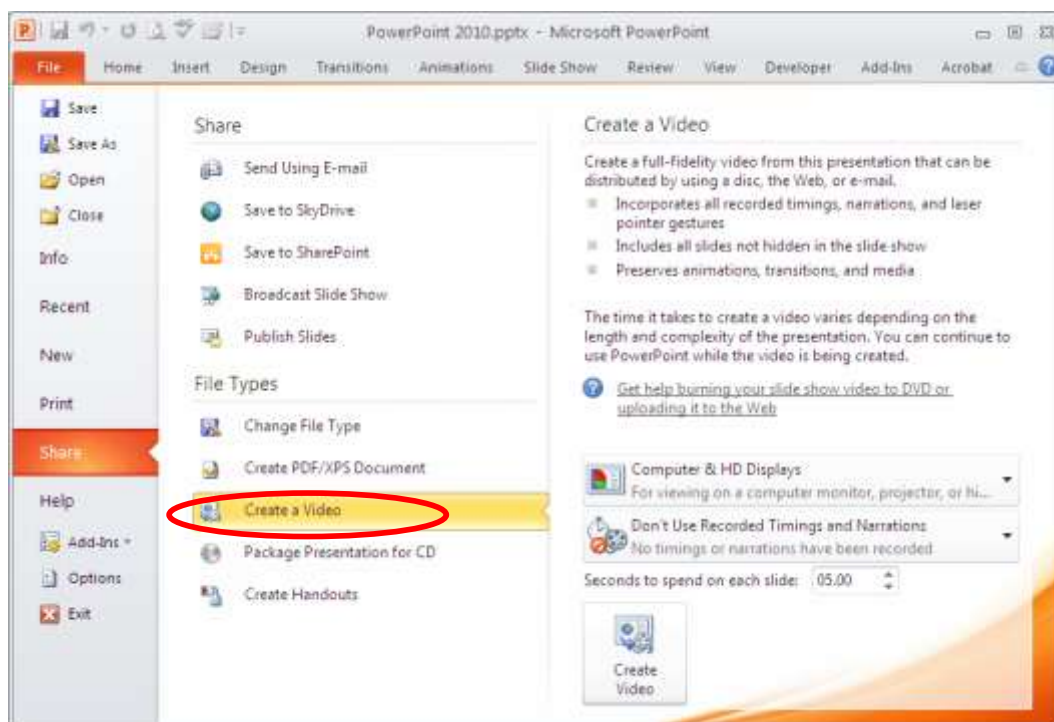 PowerPoint 2010.pptx - Microsoft PowerPoint
File Home Insert Design Transitions Animations Slide Show Review View Developer Add-Ins Acrobat
Save
Save As
Open
Close
Info
Recent
New
Print
Share
Help
Add-Ins
Options
Exit
Share
Send Using E-mail
Save to SkyDrive
Save to SharePoint
Broadcast Slide Show
Publish Slides
File Types
Change File Type
Create PDF/XPS Document
Create a Video
Package Presentation for CD
Create Handouts
Create a Video
Create a full-fidelity video from this presentation that can be
distributed by using a disc, the Web, or e-mail.
Incorporates all recorded timings, narrations, and laser
pointer gestures
Includes all slides not hidden in the slide show
Preserves animations, transitions, and media
The time it takes to create a video varies depending on the
length and complexity of the presentation. You can continue to
use PowerPoint while the video is being created.
Get help burning your slide show video to DVD or
uploading it to the Web
Computer & HD Displays
For viewing on a computer monitor, projector, or hi...
Don't Use Recorded Timings and Narrations
No timings or narrations have been recorded
Seconds to spend on each slide: 05.00
Create
Video